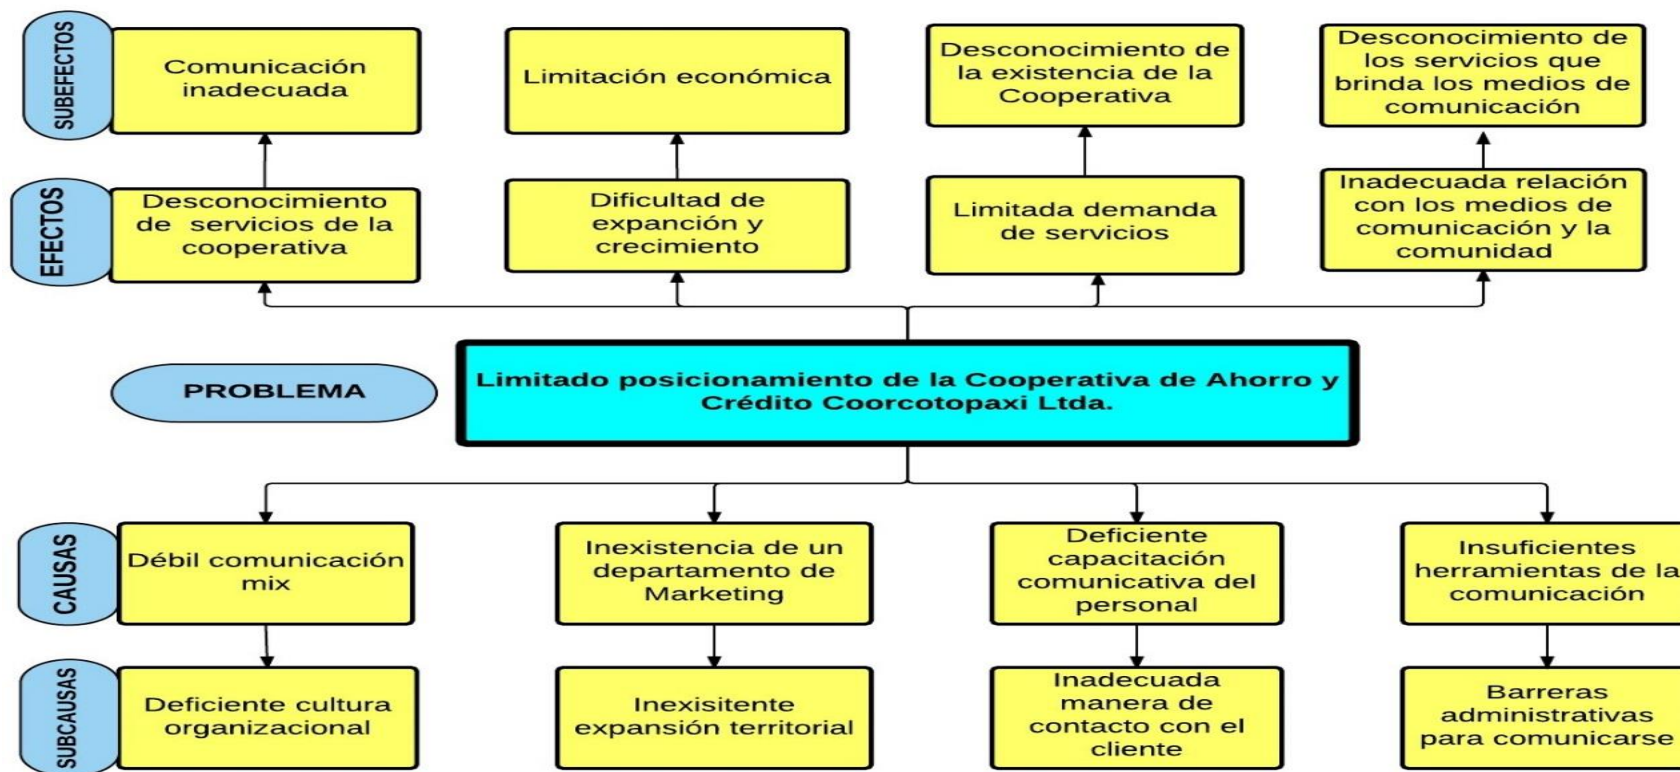 SUBEFECTOS
Comunicación
inadecuada
Limitación económica
Desconocimiento de
la existencia de la
Cooperativa
Desconocimiento de
los servicios que
brinda los medios de
comunicación
EFECTOS
Desconocimiento
de servicios de la
cooperativa
Dificultad de
expanción y
crecimiento
Limitada demanda
de servicios
Inadecuada relación
con los medios de
comunicación y la
comunidad
PROBLEMA
Limitado posicionamiento de la Cooperativa de Ahorro y
Crédito Coorcotopaxi Ltda.
CAUSAS
Débil comunicación
mix
Inexistencia de un
departamento de
Marketing
Deficiente
capacitación
comunicativa del
personal
Insuficientes
herramientas de la
comunicación
SUBCAUSAS
Deficiente cultura
organizacional
Inexisitente
expansión territorial
Inadecuada
manera de
contacto con el
cliente
Barreras
administrativas
para comunicarse